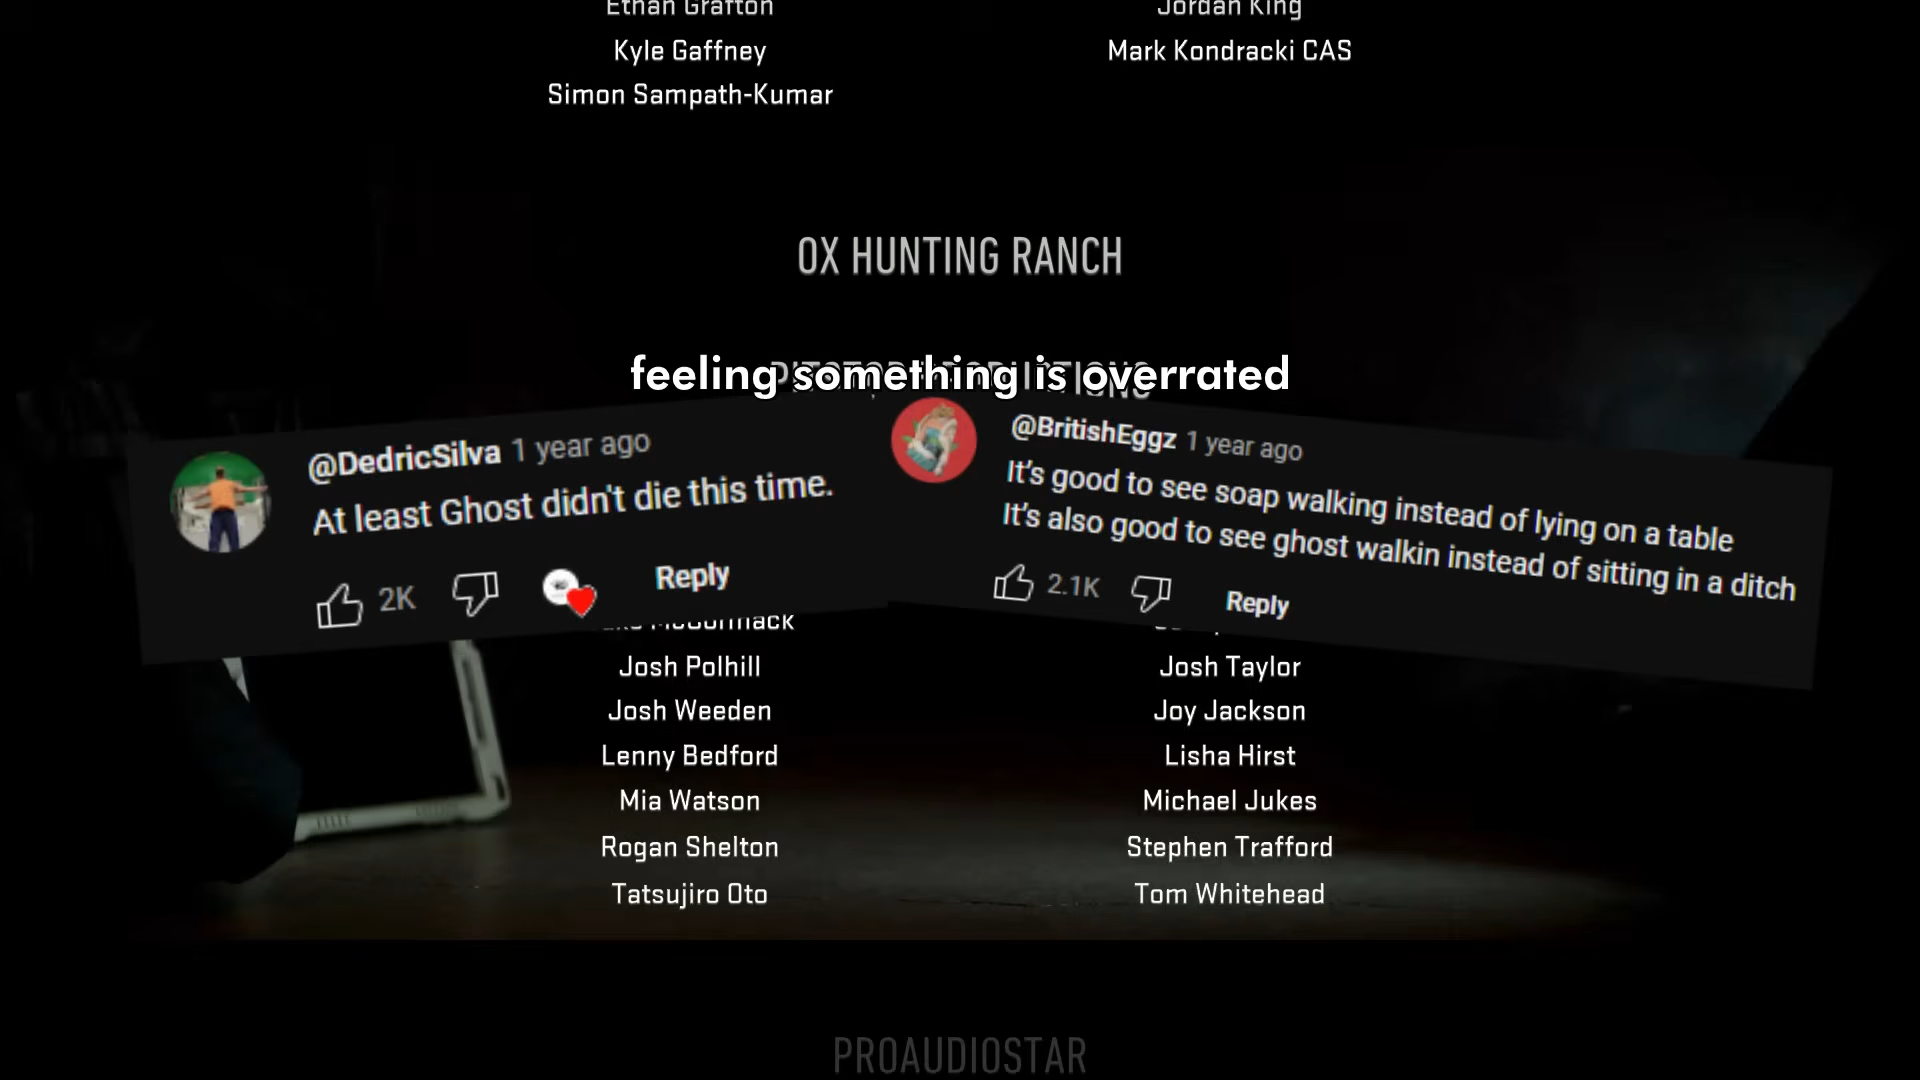 Ethan Grafton
Jordan King
Kyle Gaffney
Mark Kondracki CAS
Simon Sampath-Kumar
OX HUNTING RANCH
feeling something is overrated
@DedricSilva 1 year ago
At least Ghost didn't die this time.
2K
Reply
@BritishEggz 1 year ago
It's good to see soap walking instead of lying on a table
It's also good to see ghost walkin instead of sitting in a ditch
2.1K
Reply
Josh Polhill
Josh Taylor
Josh Weeden
Joy Jackson
Lenny Bedford
Lisha Hirst
Mia Watson
Michael Jukes
Rogan Shelton
Stephen Trafford
Tatsujiro Oto
Tom Whitehead
PROAUDIOSTAR